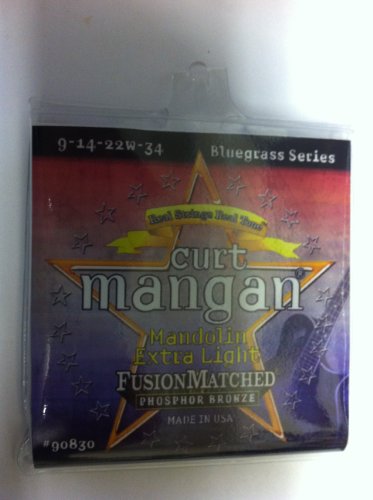 9-14-22W-34 Bluegrass Series
Real Strings Real Tone™
curt
mangan®
Mandolin
Extra Light
FUSIONMATCHED
PHOSPHOR BRONZE
MADE IN USA
#90830